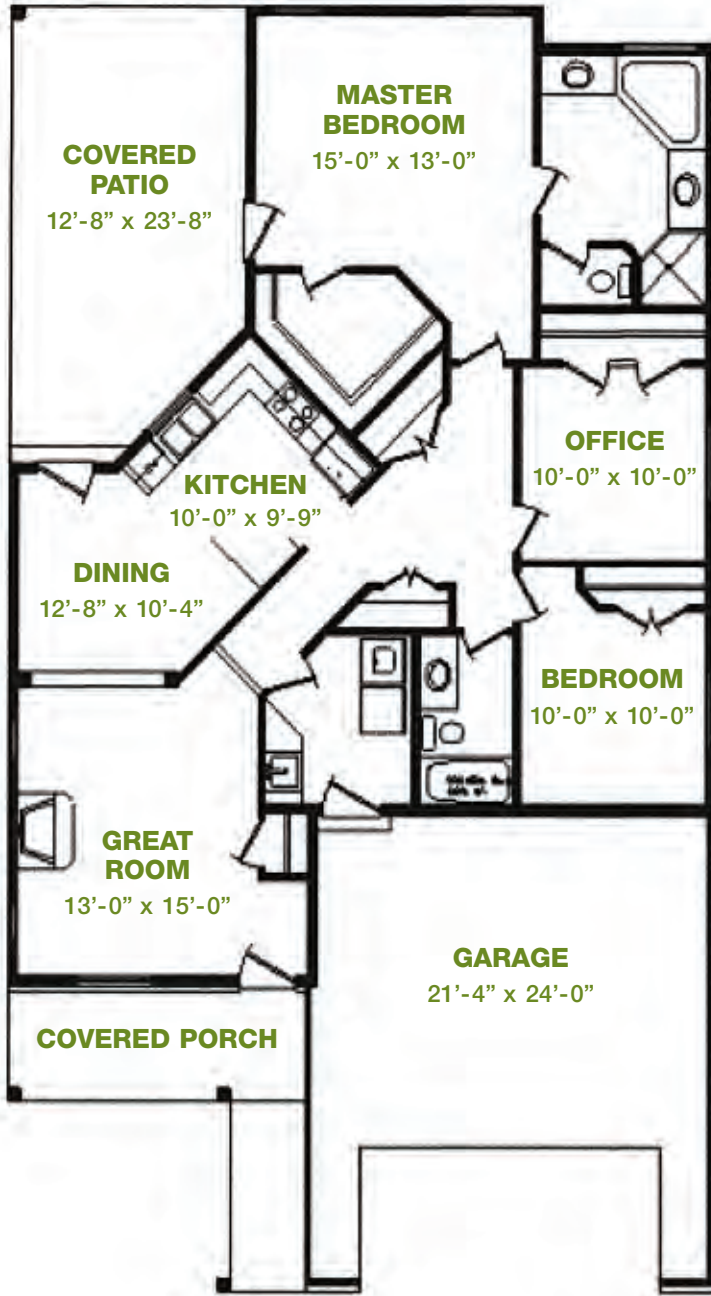 MASTER
BEDROOM
15’-0” x 13’-0”
COVERED
PATIO
12’-8” x 23’-8”
OFFICE
10’-0” x 10’-0”
KITCHEN
10’-0” x 9’-9”
DINING
12’-8” x 10’-4”
BEDROOM
10’-0” x 10’-0”
GREAT
ROOM
13’-0” x 15’-0”
GARAGE
21’-4” x 24’-0”
COVERED PORCH